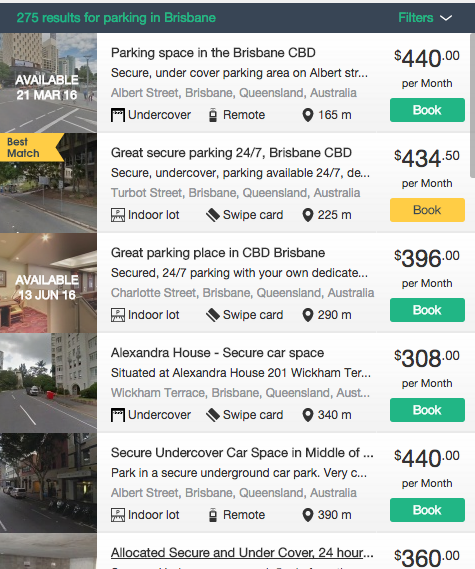 275 results for parking in Brisbane
Filters
AVAILABLE
21 MAR 16
Parking space in the Brisbane CBD
Secure, under cover parking area on Albert str...
Albert Street, Brisbane, Queensland, Australia
Undercover Remote 165 m
$440.00
per Month
Book
Best
Match
Great secure parking 24/7, Brisbane CBD
Secure, undercover, parking available 24/7, de...
Turbot Street, Brisbane, Queensland, Australia
P Indoor lot Swipe card 225 m
$434.50
per Month
Book
AVAILABLE
13 JUN 16
Great parking place in CBD Brisbane
Secured, 24/7 parking with your own dedicate...
Charlotte Street, Brisbane, Queensland, Australia
P Indoor lot Swipe card 290 m
$396.00
per Month
Book
Alexandra House - Secure car space
Situated at Alexandra House 201 Wickham Ter...
Wickham Terrace, Brisbane, Queensland, Aust...
Undercover Swipe card 340 m
$308.00
per Month
Book
Secure Undercover Car Space in Middle of ...
Park in a secure underground car park. Very c...
Albert Street, Brisbane, Queensland, Australia
P Indoor lot Remote 390 m
$440.00
per Month
Book
Allocated Secure and Under Cover, 24 hour...
$360.00